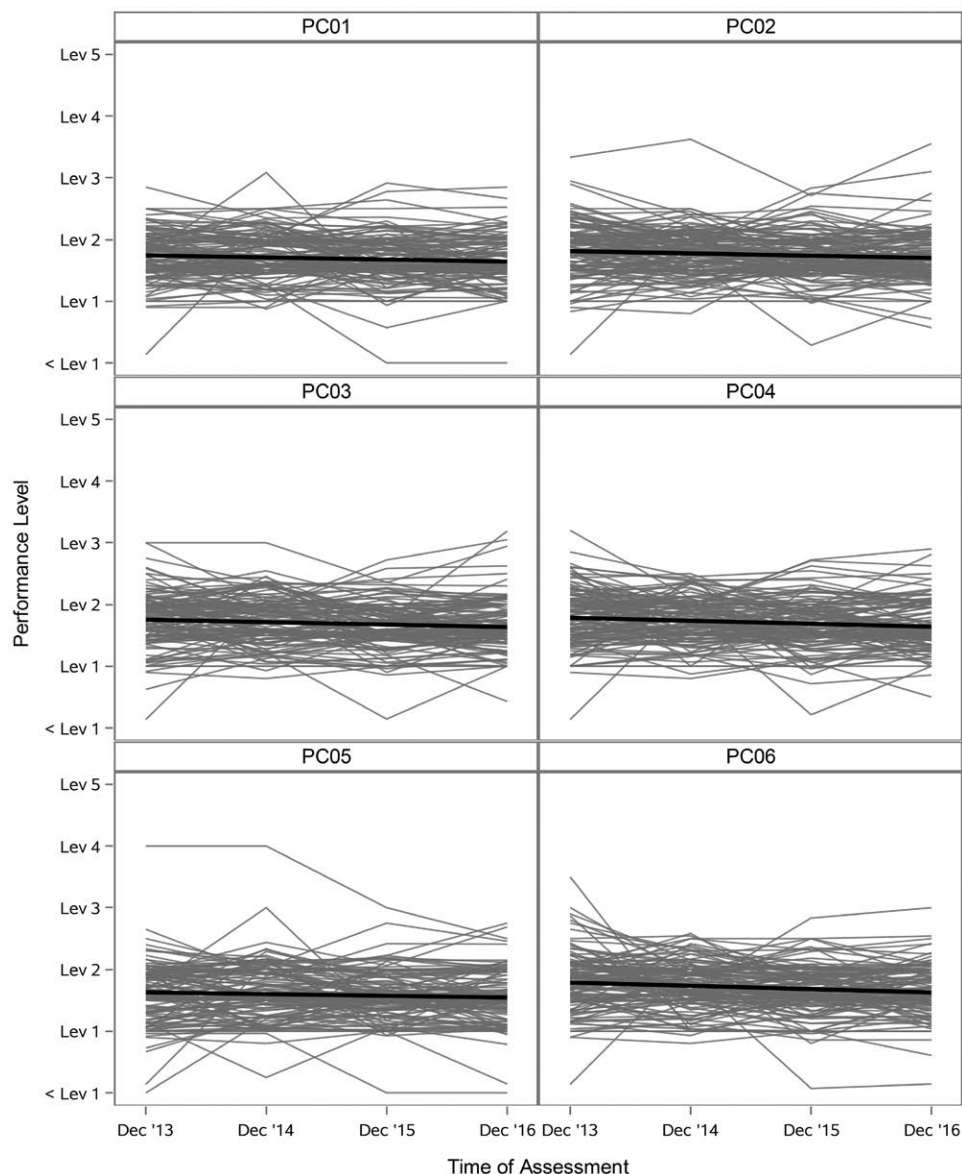 PC01 PC02
Lev 5
Lev 4
Lev 3
Lev 2
Lev 1
< Lev 1
PC03 PC04
Lev 5
Lev 4
Lev 3
Lev 2
Lev 1
< Lev 1
PC05 PC06
Lev 5
Lev 4
Lev 3
Lev 2
Lev 1
< Lev 1
Performance Level
Dec '13 Dec '14 Dec '15 Dec '16 Dec '13 Dec '14 Dec '15 Dec '16
Time of Assessment